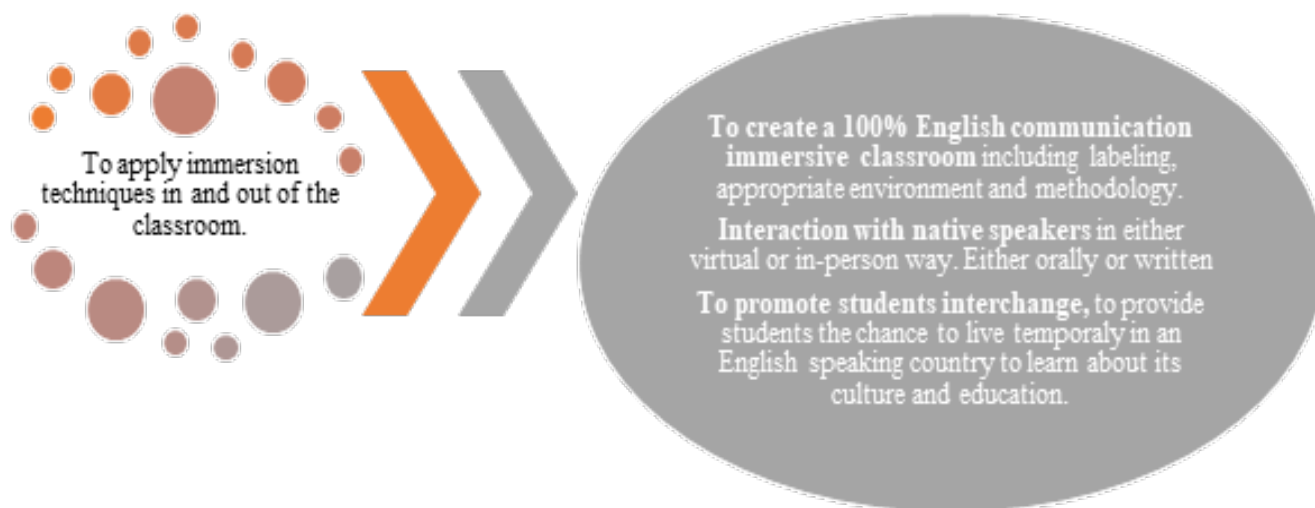 To apply immersion
techniques in and out of the
classroom.
To create a 100% English communication
immersive classroom including labeling,
appropriate environment and methodology.
Interaction with native speakers in either
virtual or in-person way. Either orally or written
To promote students interchange, to provide
students the chance to live temporaly in an
English speaking country to learn about its
culture and education.